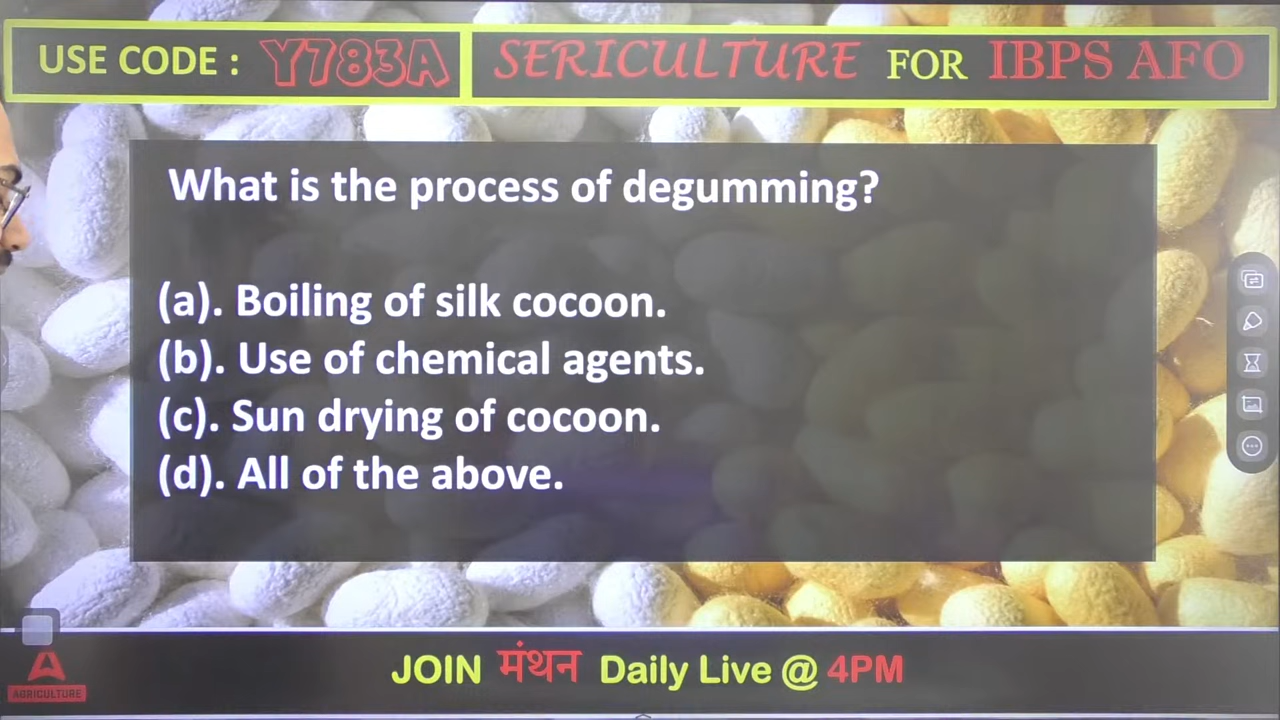 USE CODE : Y783A
SERICULTURE FOR IBPS AFO
What is the process of degumming?
(a). Boiling of silk cocoon.
(b). Use of chemical agents.
(c). Sun drying of cocoon.
(d). All of the above.
A
AGRICULTURE
JOIN मंथन Daily Live @ 4PM